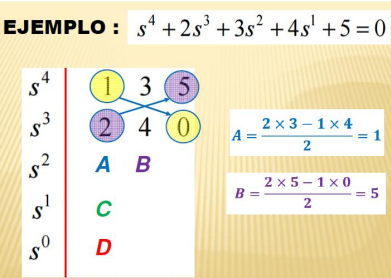 EJEMPLO : s⁴ + 2s³ + 3s² + 4s¹ + 5 = 0
s⁴ 1 3 5
s³ 2 4 0
s² A B
s¹ C
s⁰ D
A = (2 × 3 − 1 × 4)/2 = 1
B = (2 × 5 − 1 × 0)/2 = 5